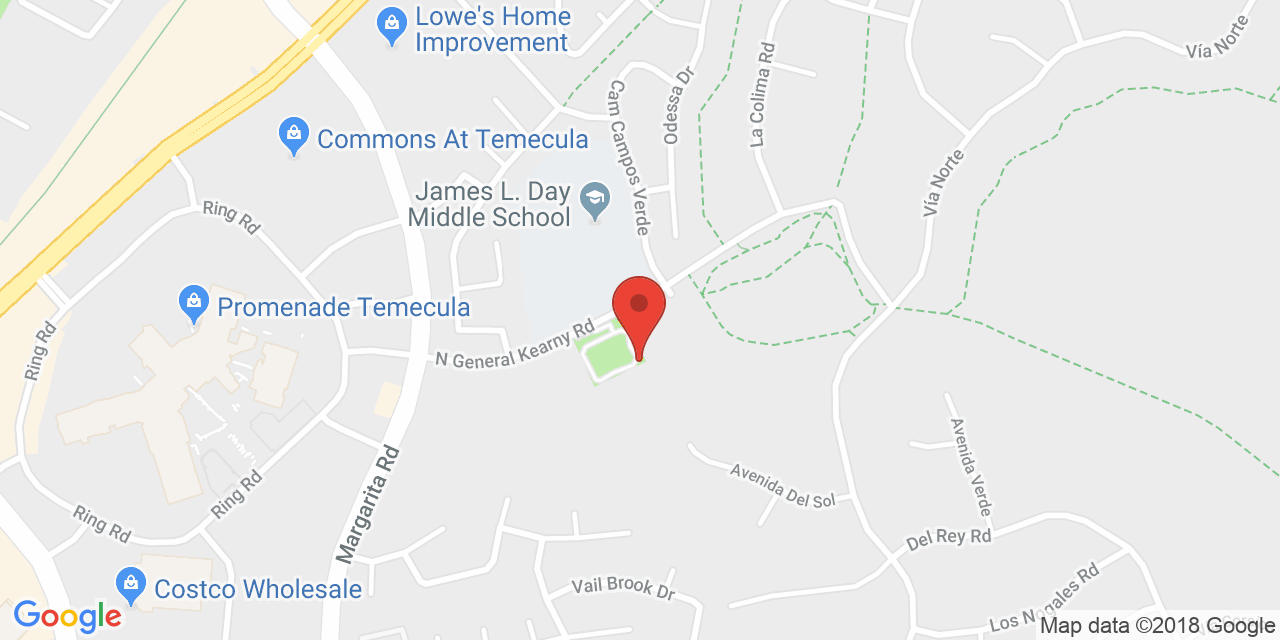 Lowe's Home
Improvement
Vía Norte
La Colima Rd
Odessa Dr
Cam Campos Verde
Commons At Temecula
James L. Day
Middle School
Vía Norte
Ring Rd
Promenade Temecula
N General Kearny Rd
Ring Rd
Margarita Rd
Avenida Verde
Avenida Del Sol
Ring Rd
Ring Rd
Del Rey Rd
Costco Wholesale
Vail Brook Dr
Los Nogales Rd
Google
Map data ©2018 Google